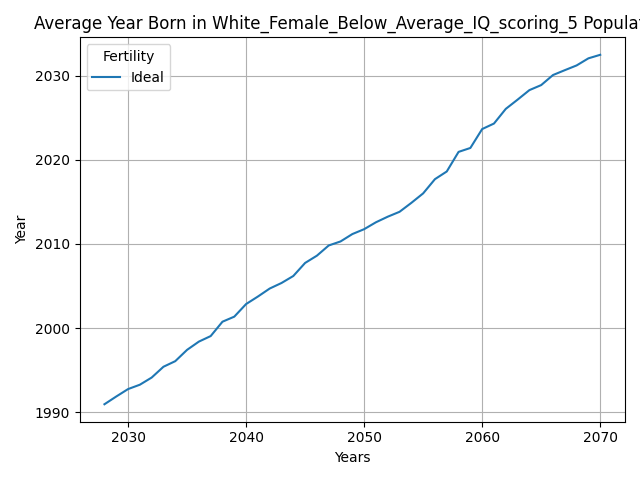 Average Year Born in White_Female_Below_Average_IQ_scoring_5 Populat
Fertility
Ideal
2030
2020
2010
2000
1990
Year
2030 2040 2050 2060 2070
Years